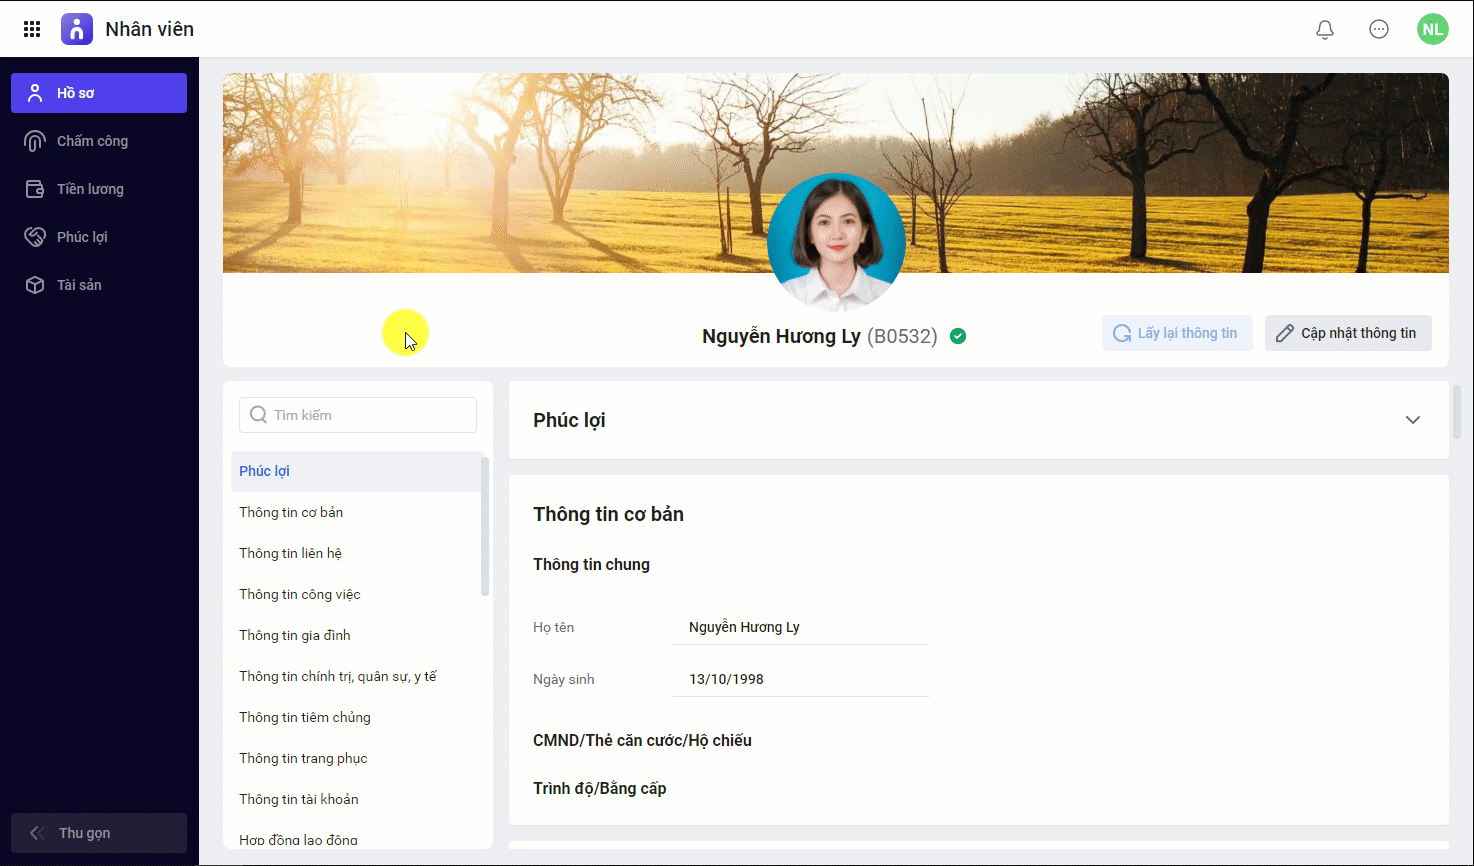 Nhân viên
NL
Hồ sơ
Chấm công
Tiền lương
Phúc lợi
Tài sản
Thu gọn
Nguyễn Hương Ly (B0532)
Lấy lại thông tin
Cập nhật thông tin
Tìm kiếm
Phúc lợi
Thông tin cơ bản
Thông tin liên hệ
Thông tin công việc
Thông tin gia đình
Thông tin chính trị, quân sự, y tế
Thông tin tiêm chủng
Thông tin trang phục
Thông tin tài khoản
Hợp đồng lao động
Phúc lợi
Thông tin cơ bản
Thông tin chung
Họ tên Nguyễn Hương Ly
Ngày sinh 13/10/1998
CMND/Thẻ căn cước/Hộ chiếu
Trình độ/Bằng cấp